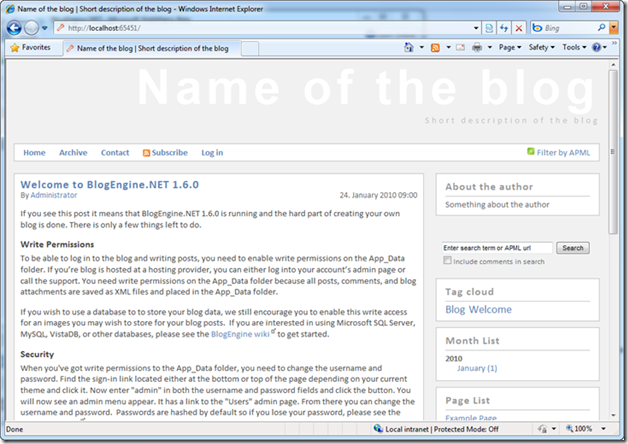 Name of the blog | Short description of the blog - Windows Internet Explorer
http://localhost:65451/
Bing
Favorites
Name of the blog | Short description of the blog
Page
Safety
Tools
Name of the blog
Short description of the blog
Home Archive Contact Subscribe Log in
Filter by APML
Welcome to BlogEngine.NET 1.6.0
By Administrator
24. January 2010 09:00
If you see this post it means that BlogEngine.NET 1.6.0 is running and the hard part of creating your own
blog is done. There is only a few things left to do.
Write Permissions
To be able to log in to the blog and writing posts, you need to enable write permissions on the App_Data
folder. If you're blog is hosted at a hosting provider, you can either log into your account's admin page or
call the support. You need write permissions on the App_Data folder because all posts, comments, and blog
attachments are saved as XML files and placed in the App_Data folder.
If you wish to use a database to to store your blog data, we still encourage you to enable this write access
for an images you may wish to store for your blog posts. If you are interested in using Microsoft SQL Server,
MySQL, VistaDB, or other databases, please see the BlogEngine wiki to get started.
Security
When you've got write permissions to the App_Data folder, you need to change the username and
password. Find the sign-in link located either at the bottom or top of the page depending on your current
theme and click it. Now enter "admin" in both the username and password fields and click the button. You
will now see an admin menu appear. It has a link to the "Users" admin page. From there you can change the
username and password. Passwords are hashed by default so if you lose your password, please see the
About the author
Something about the author
Enter search term or APML url
Search
Include comments in search
Tag cloud
Blog Welcome
Month List
2010
January (1)
Page List
Example Page
Done
Local intranet | Protected Mode: Off
100%